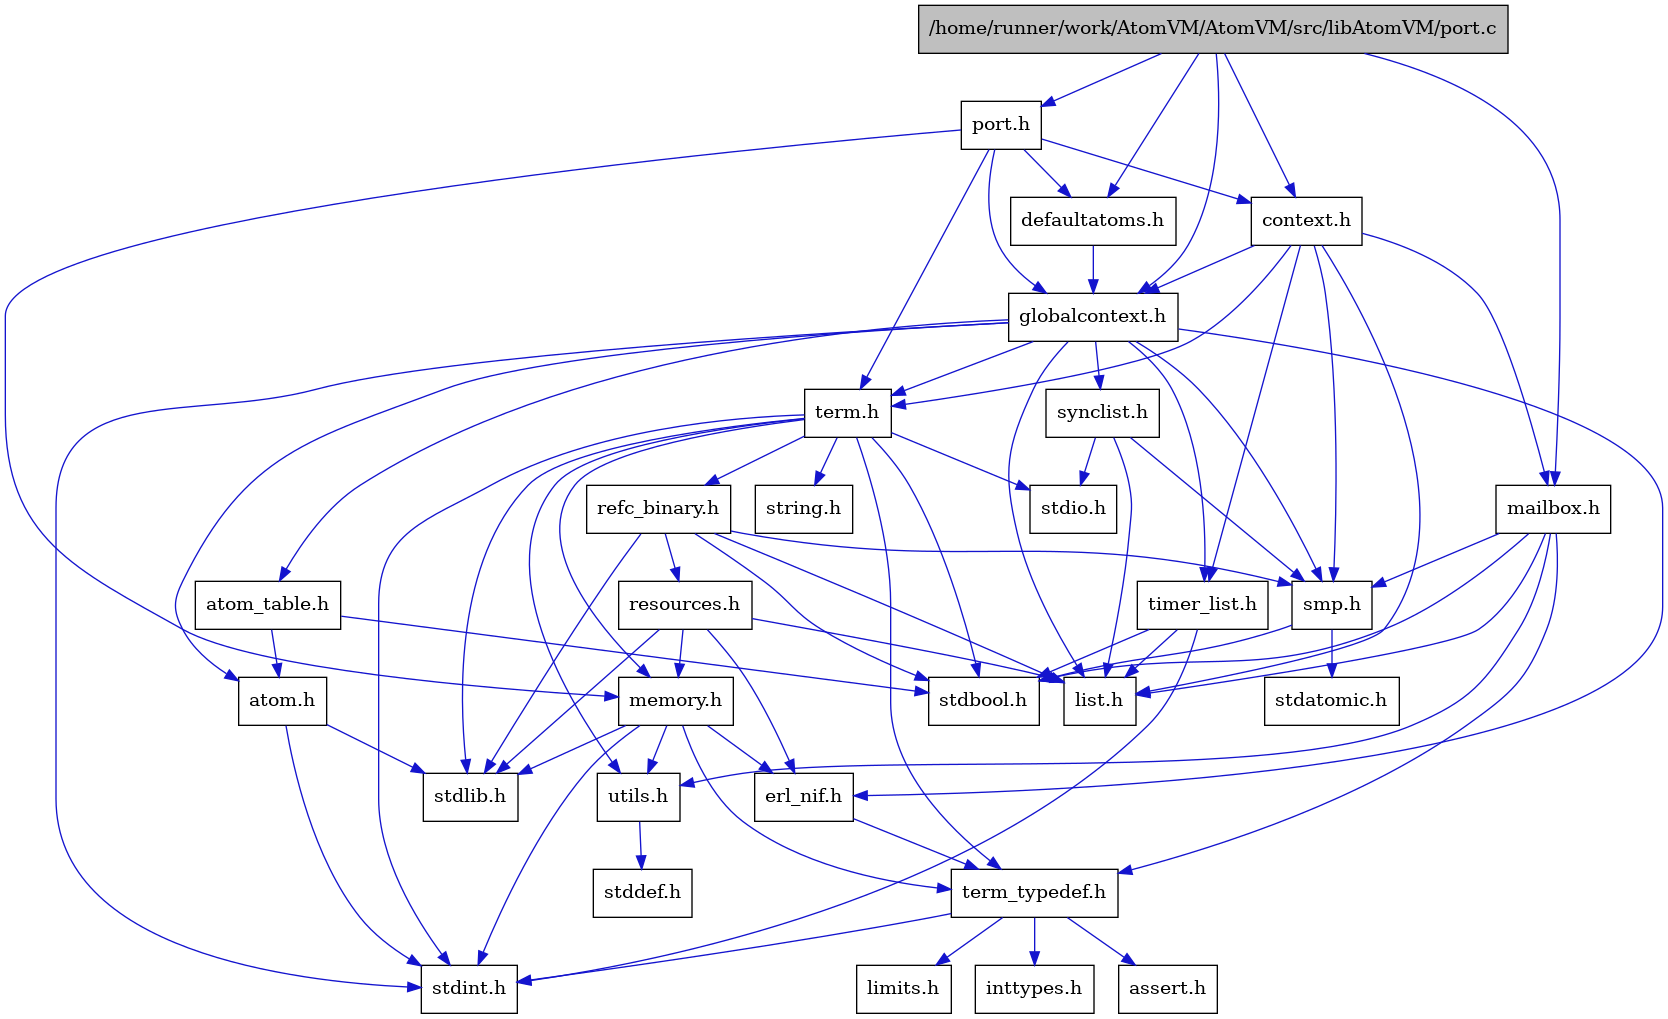 /home/runner/work/AtomVM/AtomVM/src/libAtomVM/port.c
port.h
defaultatoms.h
context.h
globalcontext.h
term.h
synclist.h
refc_binary.h
string.h
stdio.h
mailbox.h
atom_table.h
resources.h
timer_list.h
smp.h
atom.h
memory.h
stdbool.h
list.h
stdatomic.h
stdlib.h
utils.h
erl_nif.h
stddef.h
term_typedef.h
stdint.h
limits.h
inttypes.h
assert.h